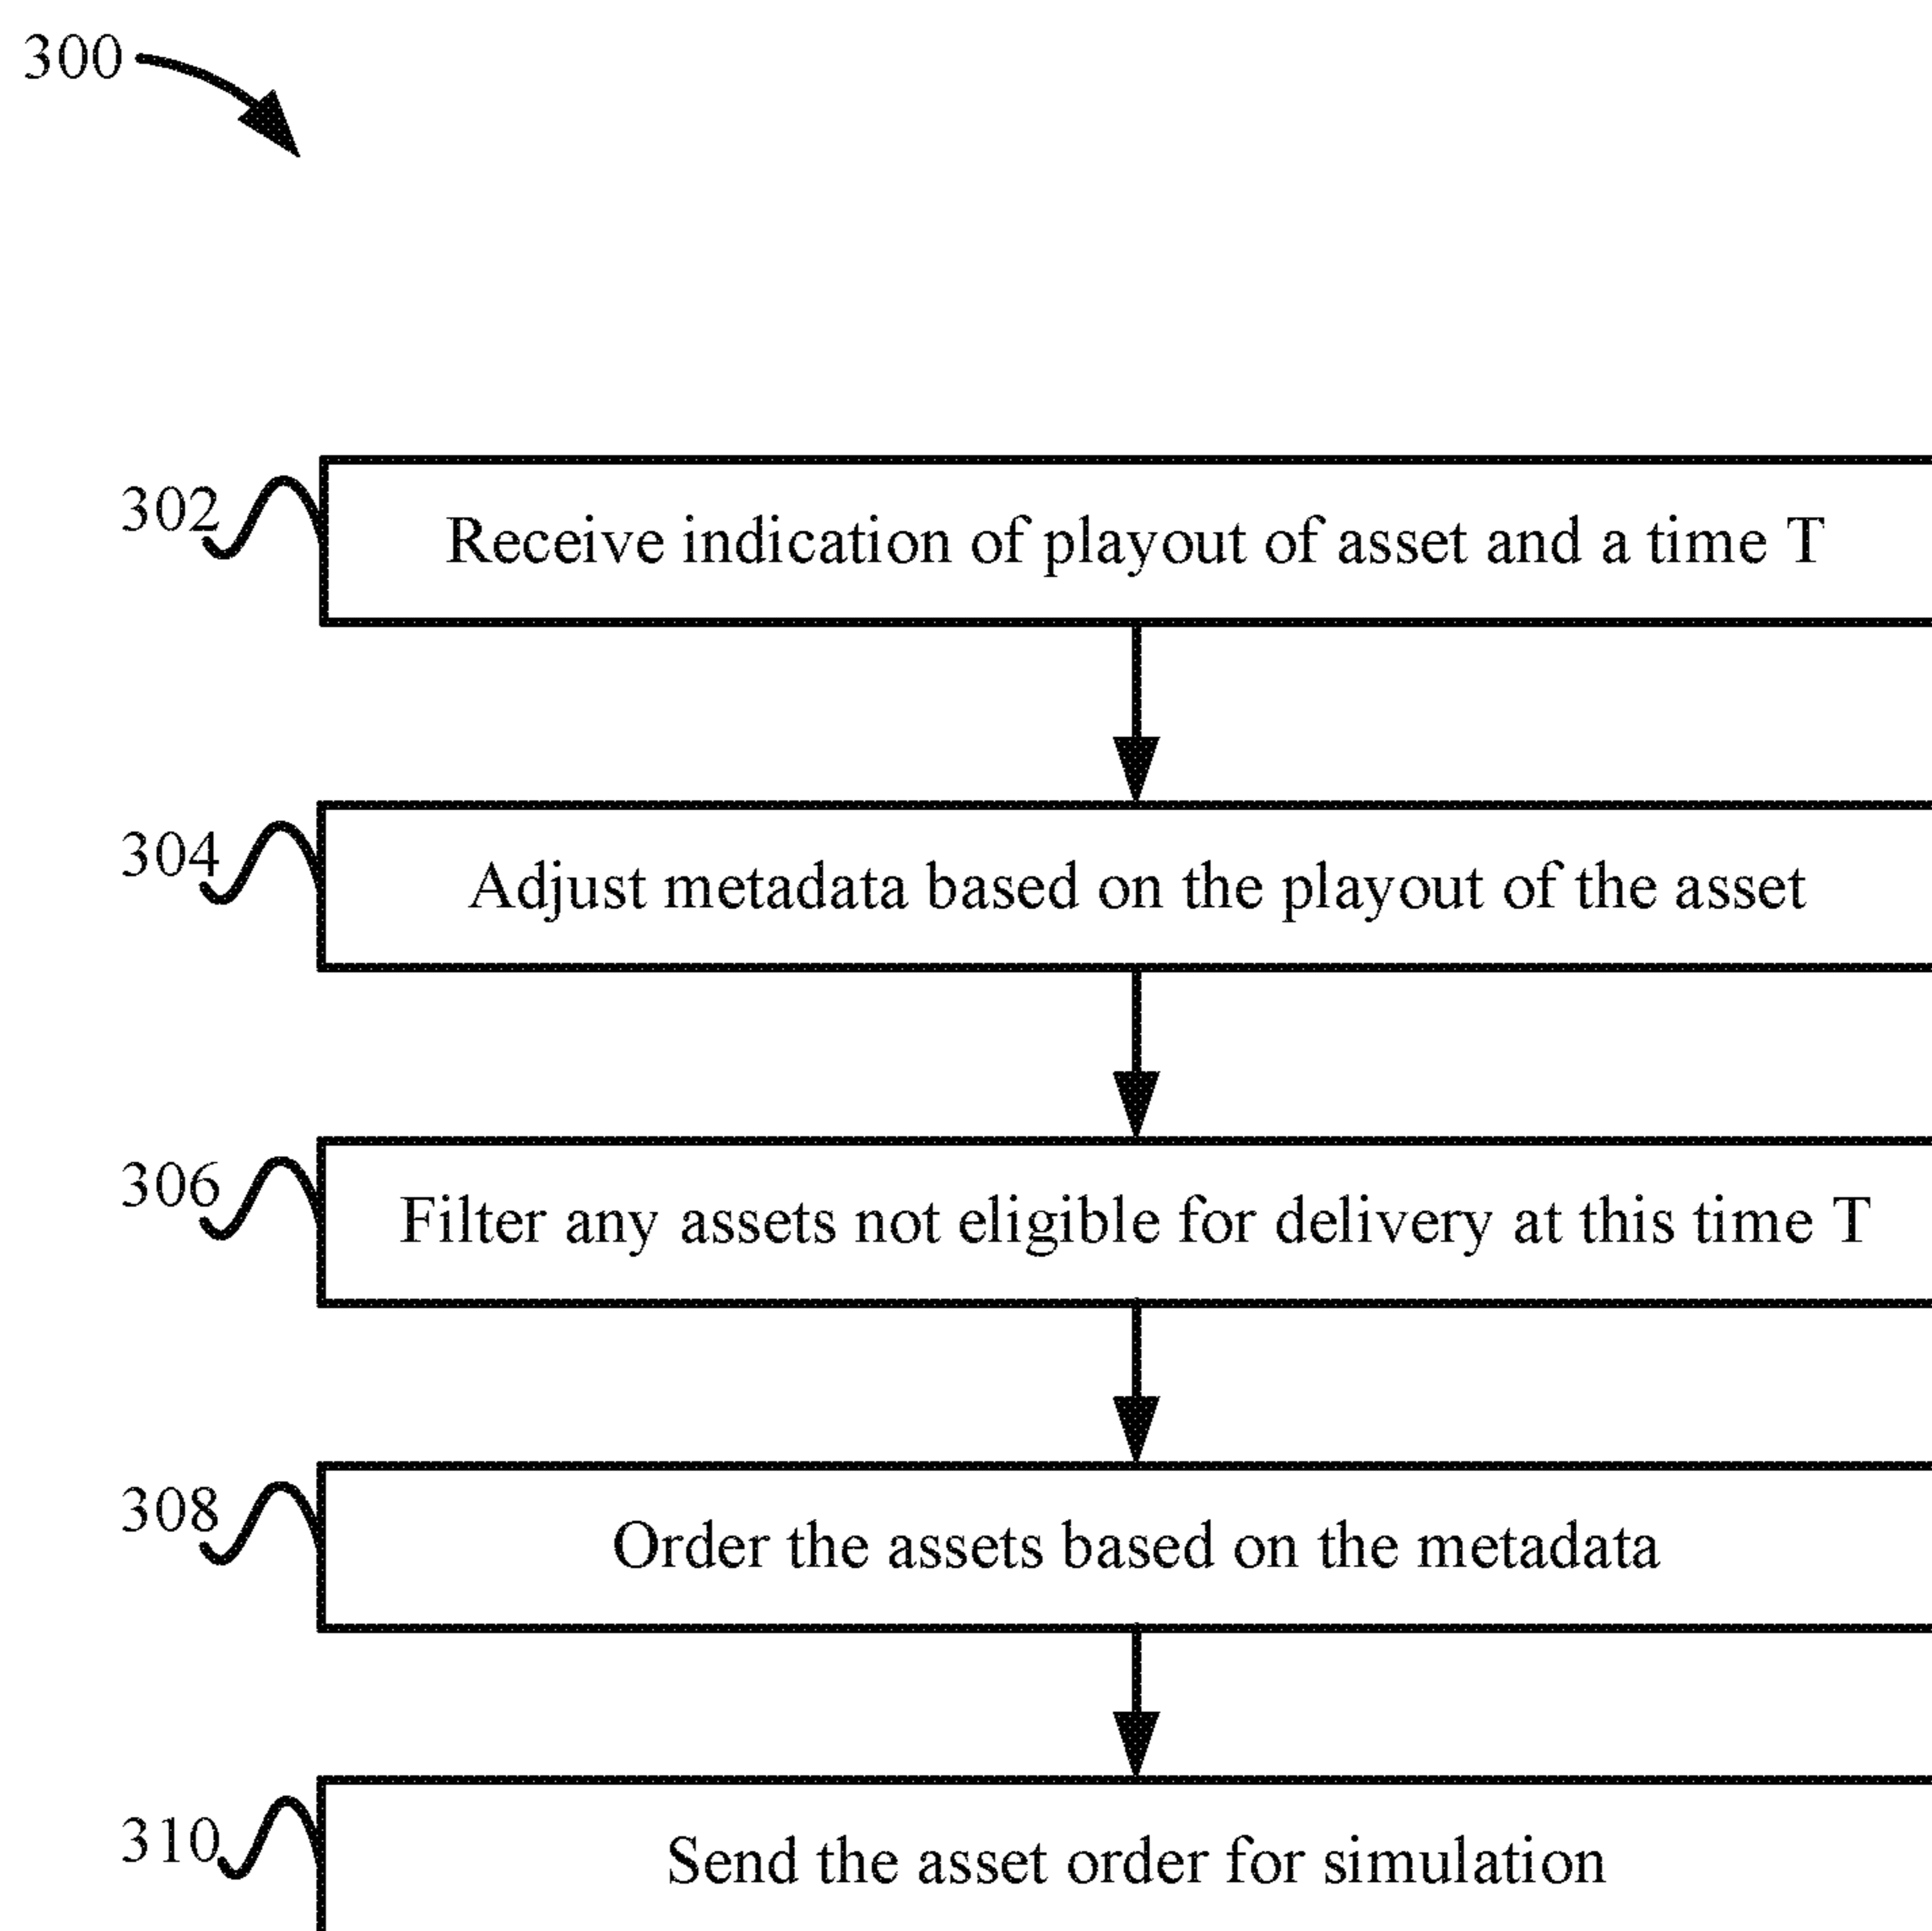 300
302
Receive indication of playout of asset and a time T
304
Adjust metadata based on the playout of the asset
306
Filter any assets not eligible for delivery at this time T
308
Order the assets based on the metadata
310
Send the asset order for simulation